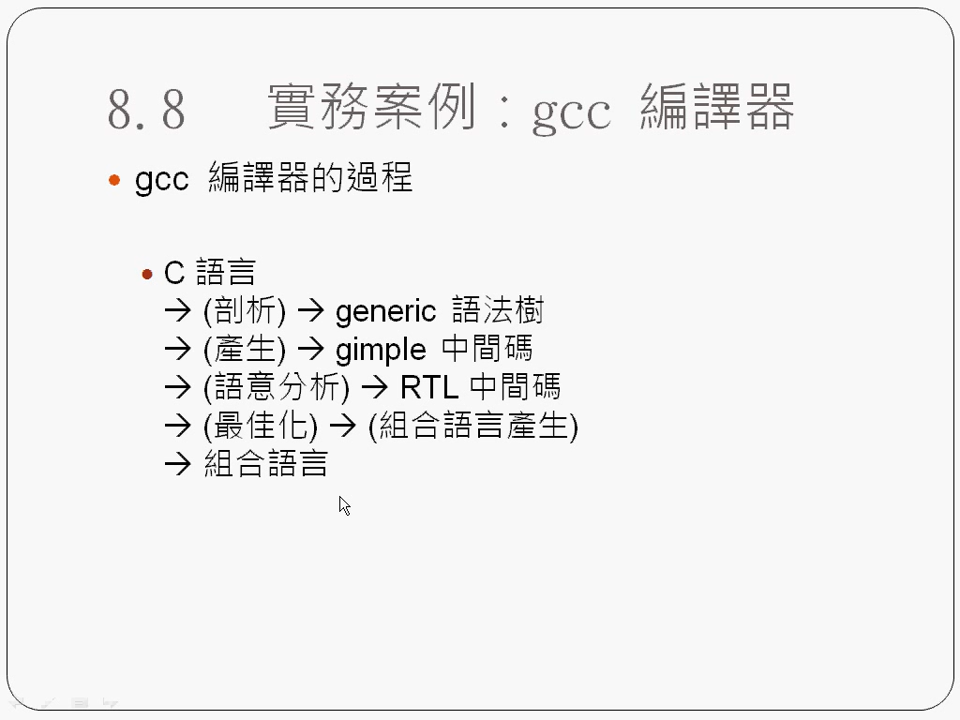 8.8 實務案例：gcc 編譯器
• gcc 編譯器的過程
• C 語言
→ (剖析) → generic 語法樹
→ (產生) → gimple 中間碼
→ (語意分析) → RTL 中間碼
→ (最佳化) → (組合語言產生)
→ 組合語言